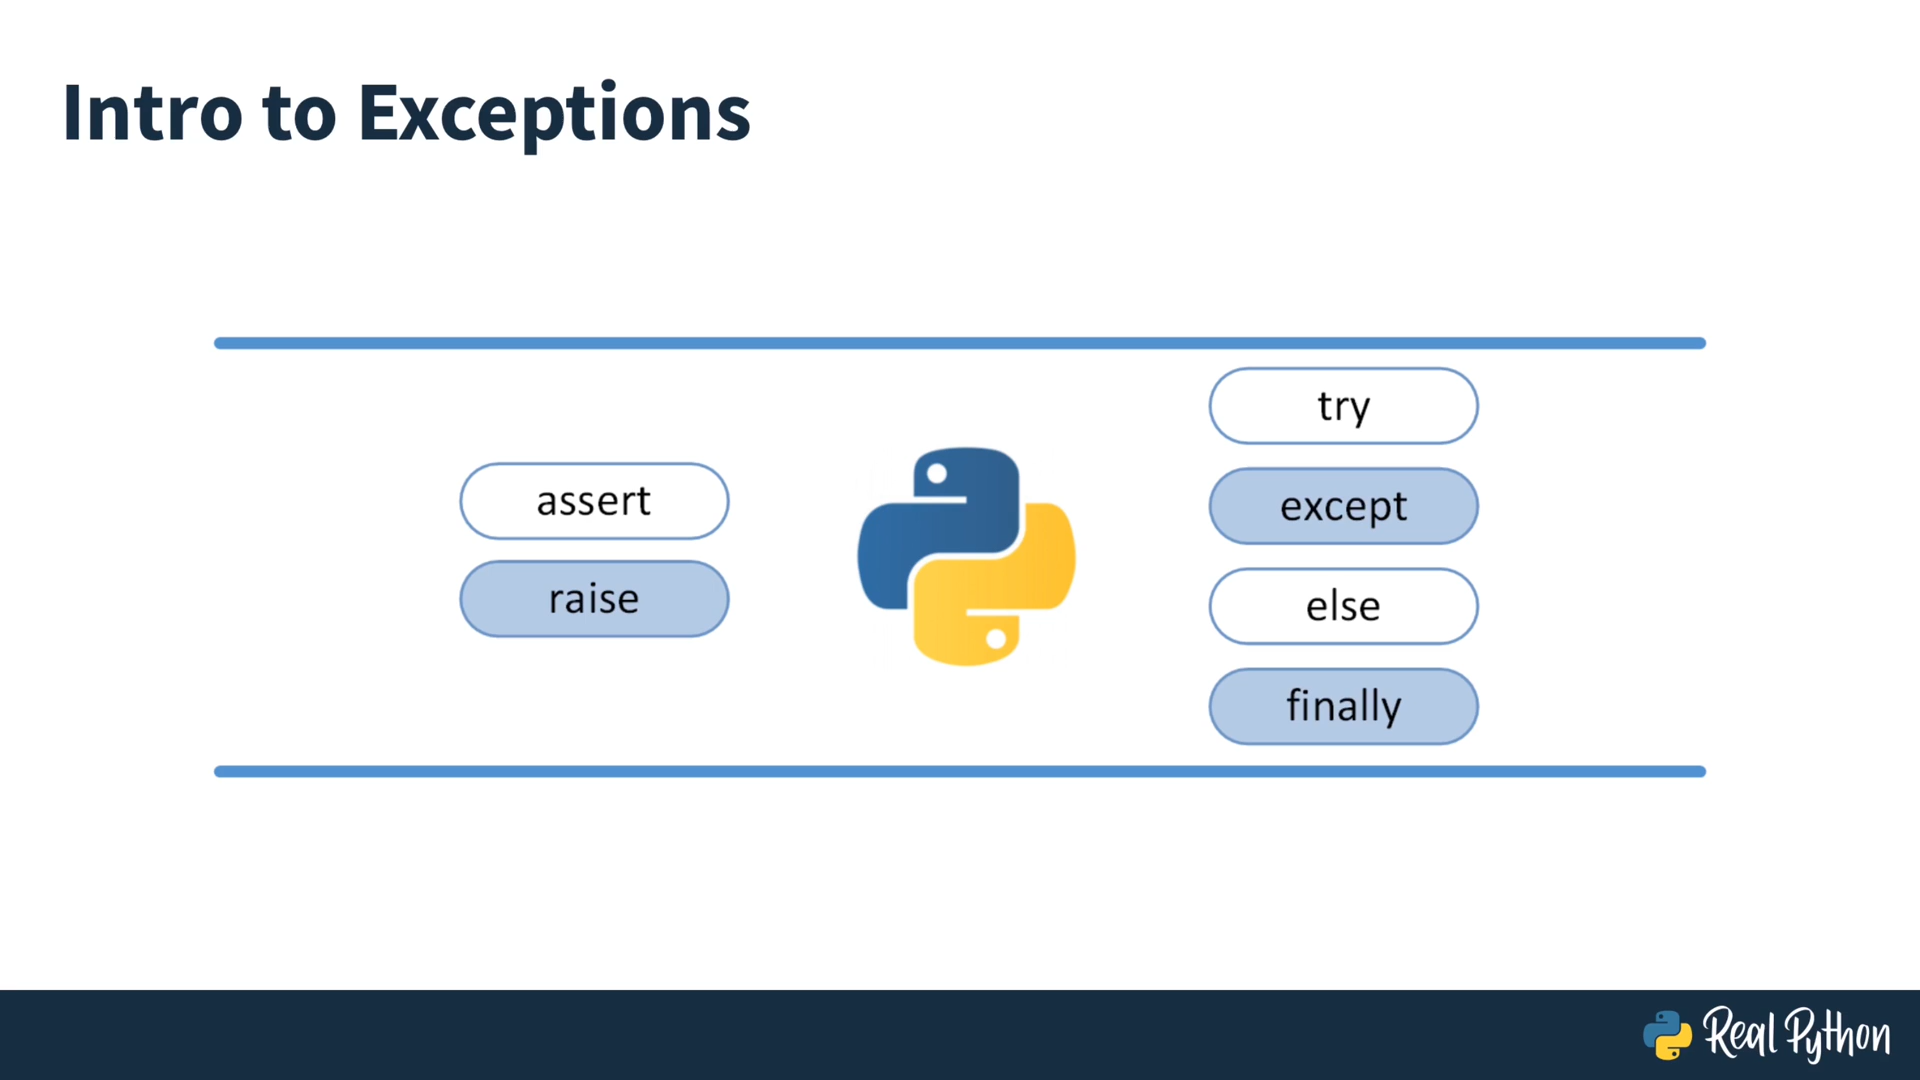 Intro to Exceptions
assert
raise
try
except
else
finally
Real Python